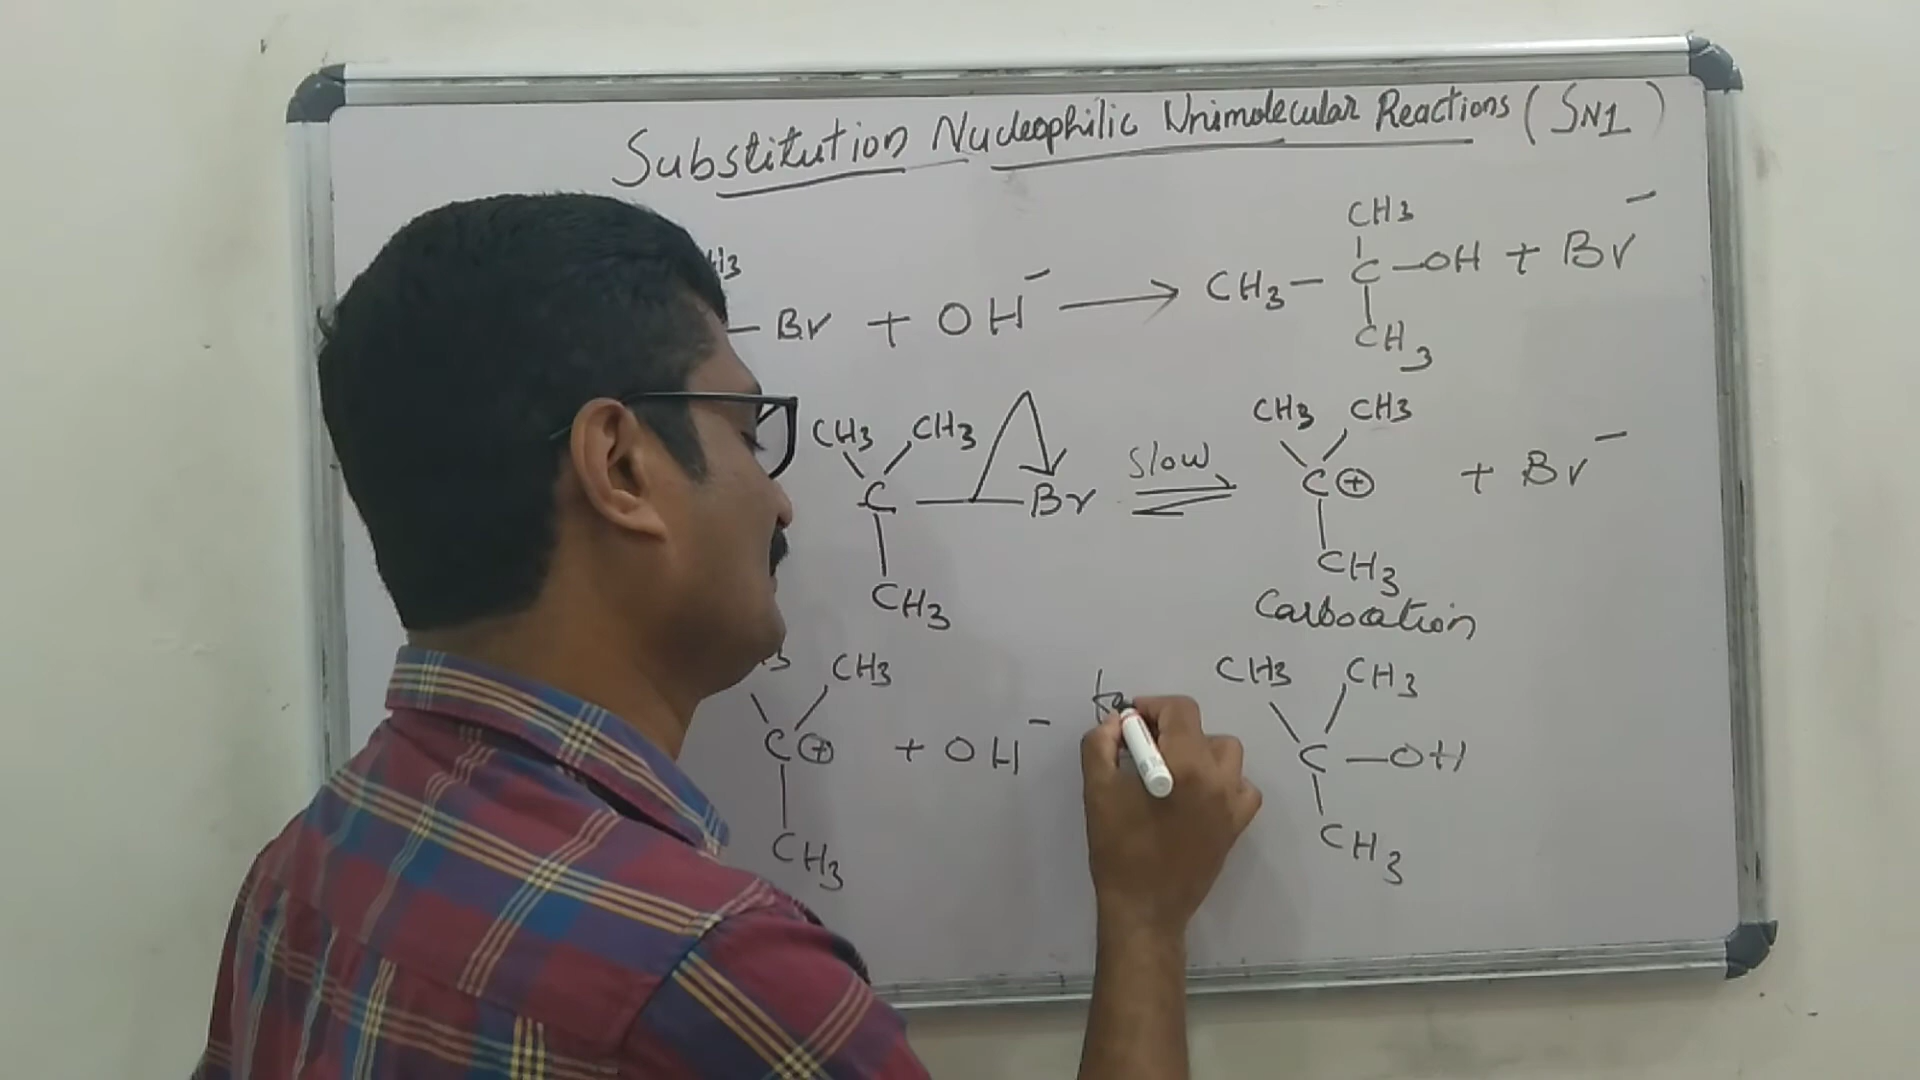 Substitution Nucleophilic Unimolecular Reactions (SN1)
CH3
— Br + OH⁻ → CH3 — C — OH + Br⁻
CH3
CH3 CH3 CH3 CH3
C — Br slow ⇌ C⊕ + Br⁻
CH3 CH3
Carbocation
CH3 CH3 CH3
C⊕ + OH⁻ C — OH
CH3 CH3